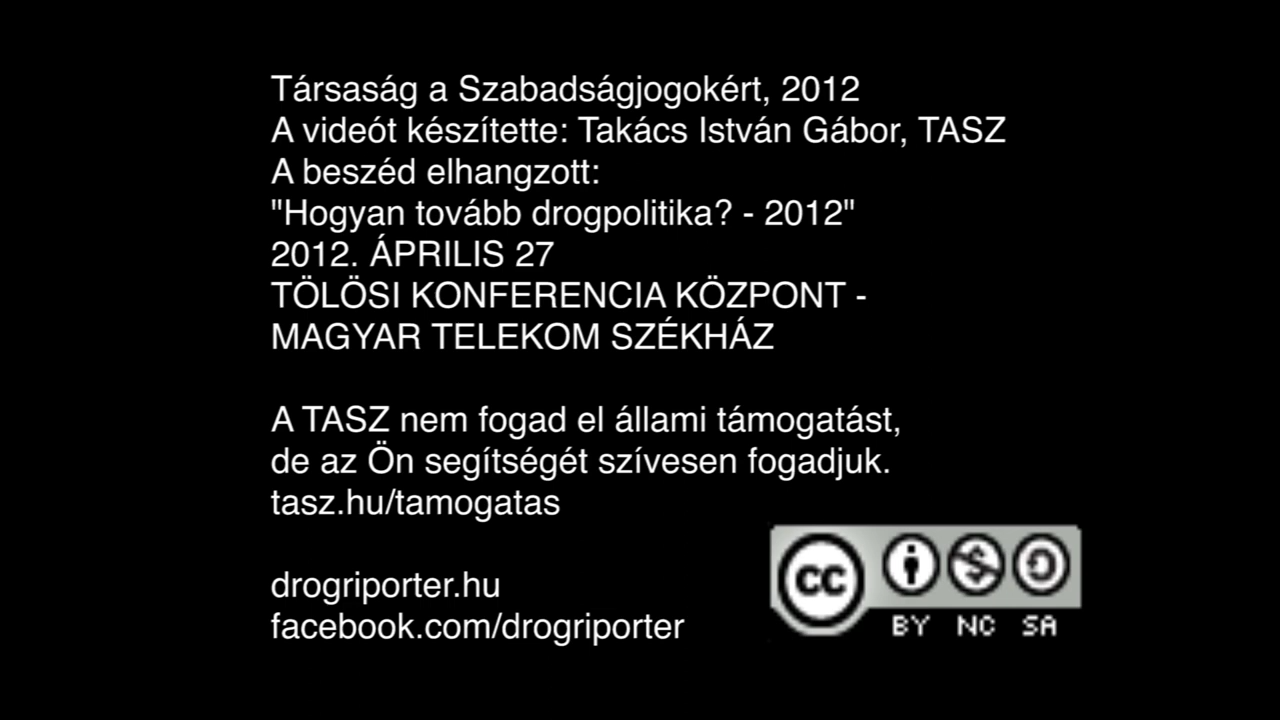 Társaság a Szabadságjogokért, 2012
A videót készítette: Takács István Gábor, TASZ
A beszéd elhangzott:
"Hogyan tovább drogpolitika? - 2012"
2012. ÁPRILIS 27
TÖLÖSI KONFERENCIA KÖZPONT -
MAGYAR TELEKOM SZÉKHÁZ
A TASZ nem fogad el állami támogatást,
de az Ön segítségét szívesen fogadjuk.
tasz.hu/tamogatas
drogriporter.hu
facebook.com/drogriporter
CC
BY NC SA